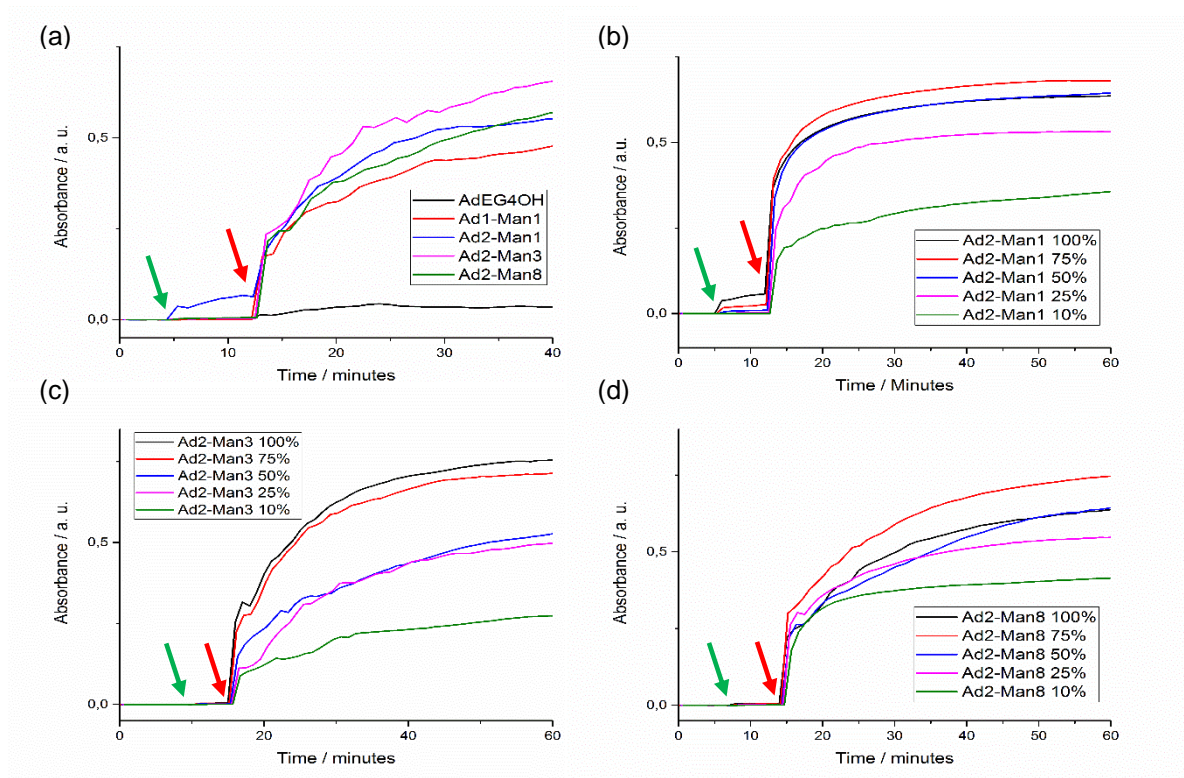 (a)
Absorbance / a. u.
0,5
0,0
AdEG4OH
Ad1-Man1
Ad2-Man1
Ad2-Man3
Ad2-Man8
0 10 20 30 40
Time / minutes
(b)
Absorbance / a.u.
0,5
0,0
Ad2-Man1 100%
Ad2-Man1 75%
Ad2-Man1 50%
Ad2-Man1 25%
Ad2-Man1 10%
0 10 20 30 40 50 60
Time / Minutes
(c)
Absorbance / a. u.
Ad2-Man3 100%
Ad2-Man3 75%
Ad2-Man3 50%
Ad2-Man3 25%
Ad2-Man3 10%
0,5
0,0
0 20 40 60
Time / minutes
(d)
Absorbance / a. u.
0,5
0,0
Ad2-Man8 100%
Ad2-Man8 75%
Ad2-Man8 50%
Ad2-Man8 25%
Ad2-Man8 10%
0 10 20 30 40 50 60
Time / minutes